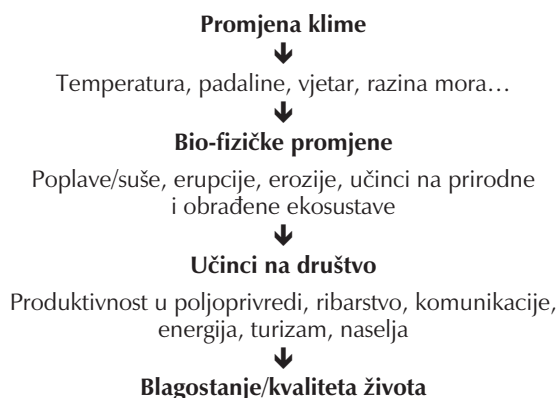 Promjena klime
Temperatura, padaline, vjetar, razina mora…
Bio-fizičke promjene
Poplave/suše, erupcije, erozije, učinci na prirodne
i obrađene ekosustave
Učinci na društvo
Produktivnost u poljoprivredi, ribarstvo, komunikacije,
energija, turizam, naselja
Blagostanje/kvaliteta života